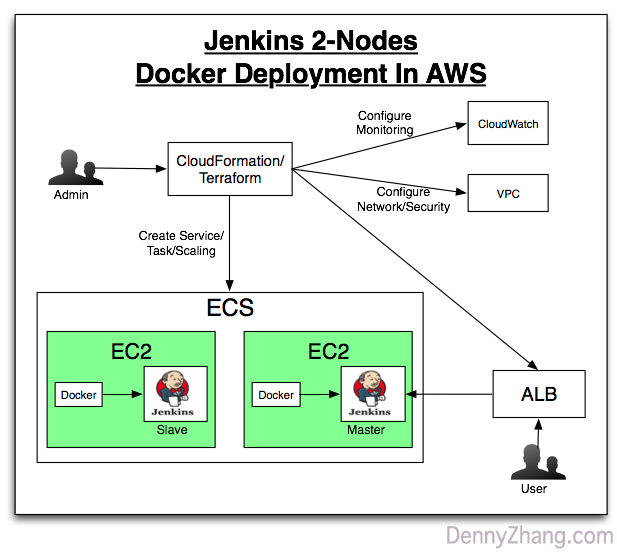 Jenkins 2-Nodes
Docker Deployment In AWS
Configure
Monitoring
CloudWatch
Admin
CloudFormation/
Terraform
Configure
Network/Security
VPC
Create Service/
Task/Scaling
ECS
EC2
Docker
Jenkins
Slave
EC2
Docker
Jenkins
Master
ALB
User
DennyZhang.com